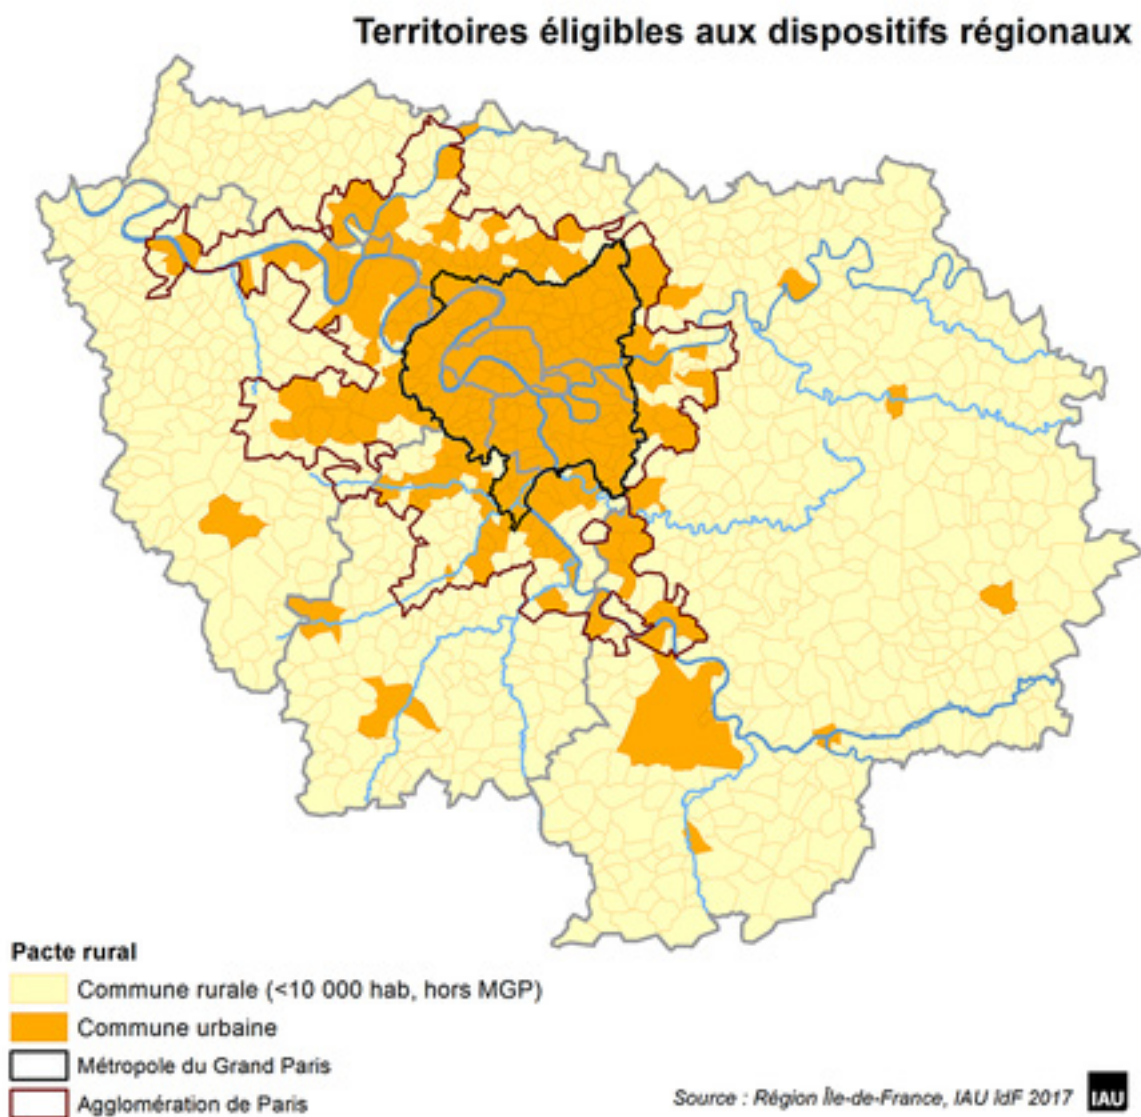 Territoires éligibles aux dispositifs régionaux
Pacte rural
Commune rurale (<10 000 hab, hors MGP)
Commune urbaine
Métropole du Grand Paris
Agglomération de Paris
Source : Région Île-de-France, IAU îdF 2017
IAU